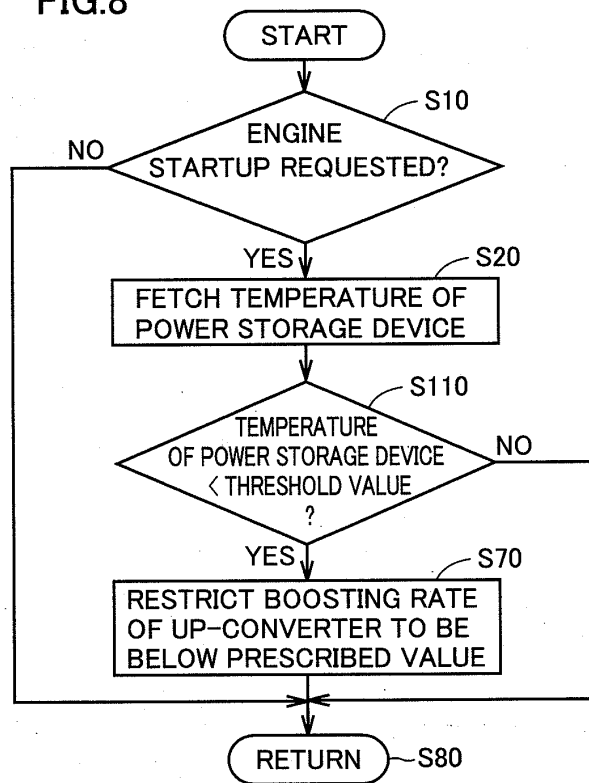 FIG.8
START
S10
ENGINE
STARTUP REQUESTED?
NO
YES
S20
FETCH TEMPERATURE OF
POWER STORAGE DEVICE
S110
TEMPERATURE
OF POWER STORAGE DEVICE
< THRESHOLD VALUE
?
NO
YES
S70
RESTRICT BOOSTING RATE
OF UP-CONVERTER TO BE
BELOW PRESCRIBED VALUE
RETURN
S80